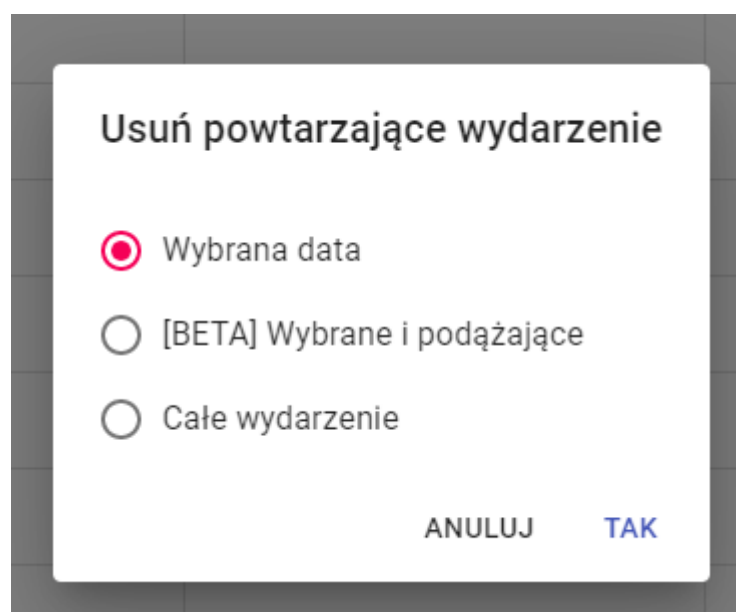 Usuń powtarzające wydarzenie
Wybrana data
[BETA] Wybrane i podążające
Całe wydarzenie
ANULUJ TAK